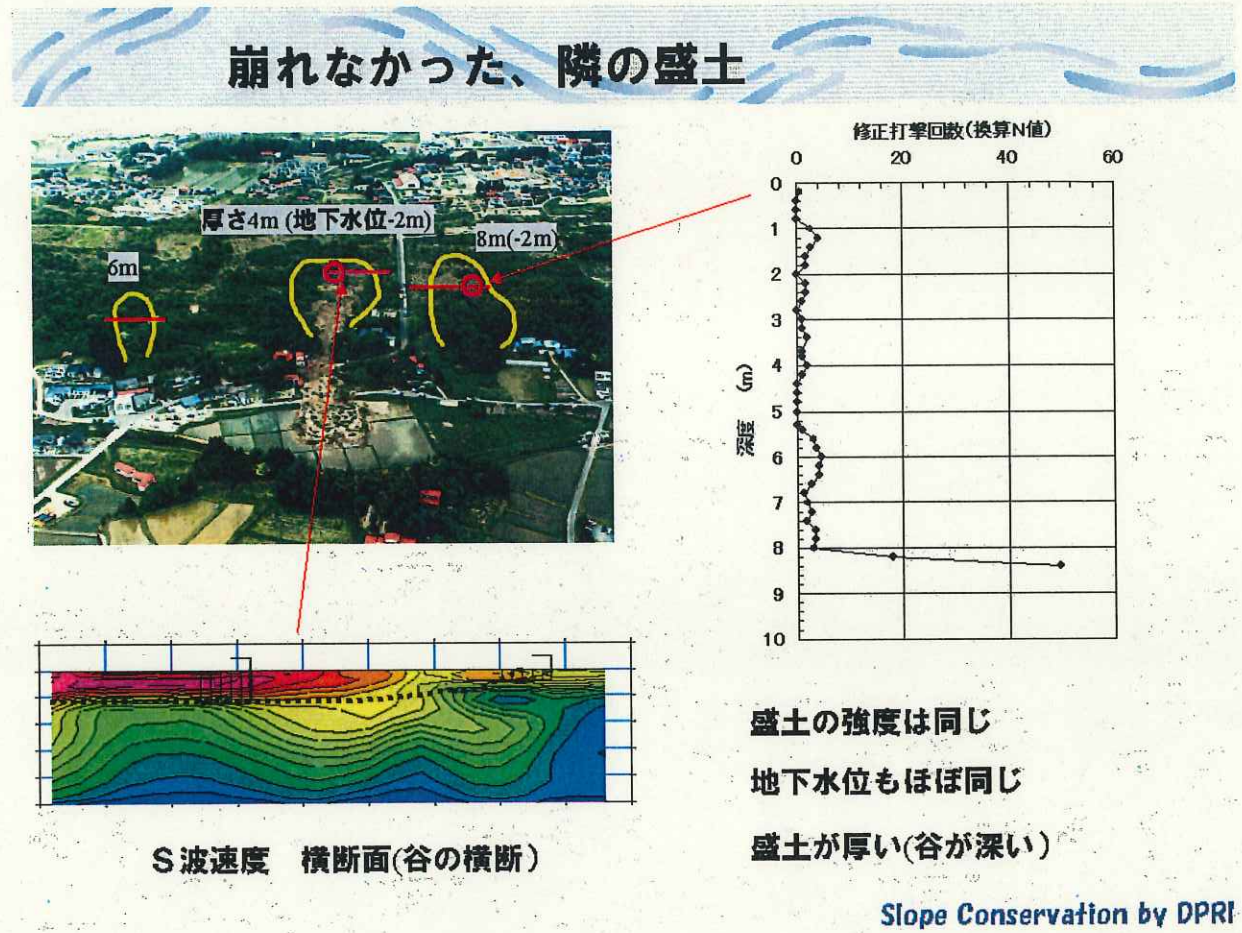 崩れなかった、隣の盛土
厚さ4m (地下水位-2m)
8m(-2m)
6m
修正打撃回数(換算N値)
0 20 40 60
深度 (m)
0
1
2
3
4
5
6
7
8
9
10
S波速度 横断面(谷の横断)
盛土の強度は同じ
地下水位もほぼ同じ
盛土が厚い(谷が深い)
Slope Conservation by DPRI